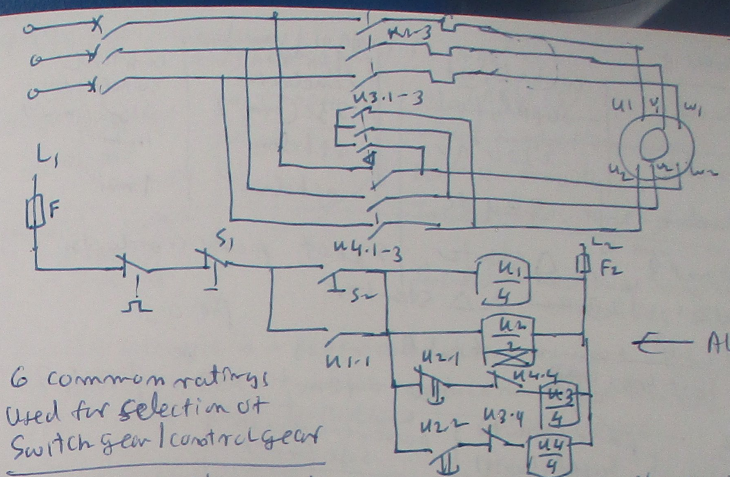 K1-3
K3.1-3
U1 V1 W1
U2 V2 W2
L1
F
S1
K4.1-3
S2
K1-1
L2
F2
K1
4
K2
2
K2-1
K4.4
K3
4
K2-2
K3.4
K4
4
6 common ratings
used for selection of
Switch gear / control gear